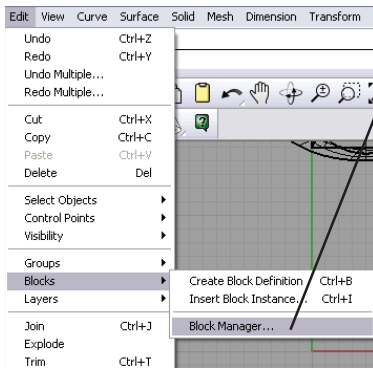 Edit View Curve Surface Solid Mesh Dimension Transform
Undo Ctrl+Z
Redo Ctrl+Y
Undo Multiple...
Redo Multiple...
Cut Ctrl+X
Copy Ctrl+C
Paste Ctrl+V
Delete Del
Select Objects
Control Points
Visibility
Groups
Blocks
Create Block Definition Ctrl+B
Layers
Insert Block Instance... Ctrl+I
Join Ctrl+J
Block Manager...
Explode
Trim Ctrl+T